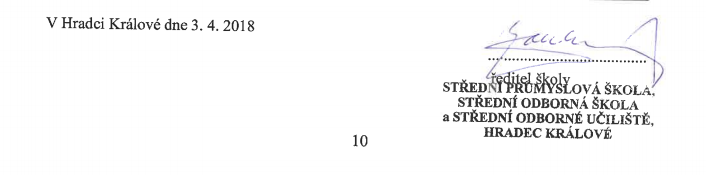 V Hradci Králové dne 3. 4. 2018
ředitel školy
STŘEDNÍ PRŮMYSLOVÁ ŠKOLA,
STŘEDNÍ ODBORNÁ ŠKOLA
a STŘEDNÍ ODBORNÉ UČILIŠTĚ,
HRADEC KRÁLOVÉ
10